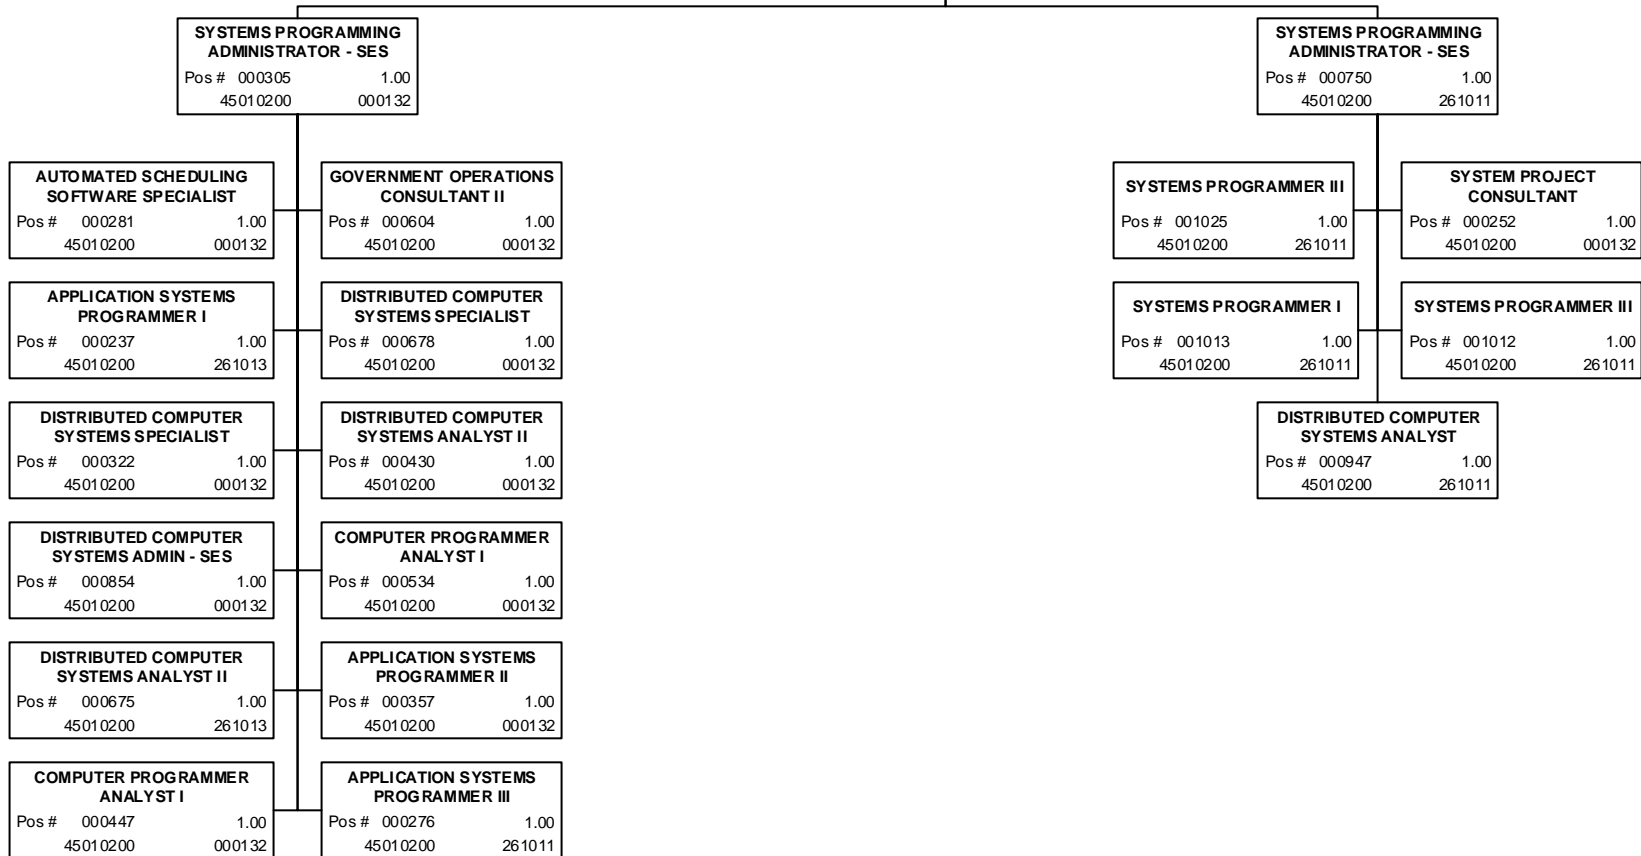 SYSTEMS PROGRAMMING
ADMINISTRATOR - SES
Pos # 000305 1.00
45010200 000132
SYSTEMS PROGRAMMING
ADMINISTRATOR - SES
Pos # 000750 1.00
45010200 261011
AUTOMATED SCHEDULING
SOFTWARE SPECIALIST
Pos # 000281 1.00
45010200 000132
GOVERNMENT OPERATIONS
CONSULTANT II
Pos # 000604 1.00
45010200 000132
SYSTEMS PROGRAMMER III
Pos # 001025 1.00
45010200 261011
SYSTEM PROJECT
CONSULTANT
Pos # 000252 1.00
45010200 000132
APPLICATION SYSTEMS
PROGRAMMER I
Pos # 000237 1.00
45010200 261013
DISTRIBUTED COMPUTER
SYSTEMS SPECIALIST
Pos # 000678 1.00
45010200 000132
SYSTEMS PROGRAMMER I
Pos # 001013 1.00
45010200 261011
SYSTEMS PROGRAMMER III
Pos # 001012 1.00
45010200 261011
DISTRIBUTED COMPUTER
SYSTEMS SPECIALIST
Pos # 000322 1.00
45010200 000132
DISTRIBUTED COMPUTER
SYSTEMS ANALYST II
Pos # 000430 1.00
45010200 000132
DISTRIBUTED COMPUTER
SYSTEMS ANALYST
Pos # 000947 1.00
45010200 261011
DISTRIBUTED COMPUTER
SYSTEMS ADMIN - SES
Pos # 000854 1.00
45010200 000132
COMPUTER PROGRAMMER
ANALYST I
Pos # 000534 1.00
45010200 000132
DISTRIBUTED COMPUTER
SYSTEMS ANALYST II
Pos # 000675 1.00
45010200 261013
APPLICATION SYSTEMS
PROGRAMMER II
Pos # 000357 1.00
45010200 000132
COMPUTER PROGRAMMER
ANALYST I
Pos # 000447 1.00
45010200 000132
APPLICATION SYSTEMS
PROGRAMMER III
Pos # 000276 1.00
45010200 261011